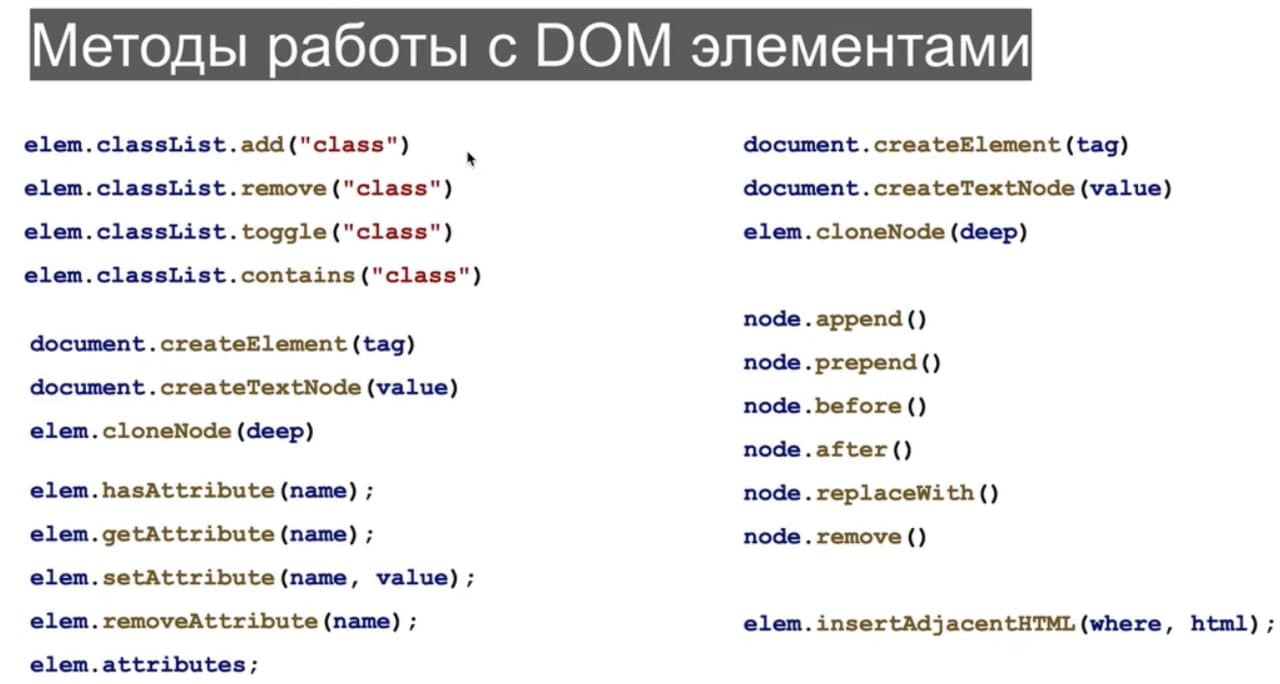 Методы работы с DOM элементами
elem.classList.add("class")
elem.classList.remove("class")
elem.classList.toggle("class")
elem.classList.contains("class")
document.createElement(tag)
document.createTextNode(value)
elem.cloneNode(deep)
elem.hasAttribute(name);
elem.getAttribute(name);
elem.setAttribute(name, value);
elem.removeAttribute(name);
elem.attributes;
document.createElement(tag)
document.createTextNode(value)
elem.cloneNode(deep)
node.append()
node.prepend()
node.before()
node.after()
node.replaceWith()
node.remove()
elem.insertAdjacentHTML(where, html);